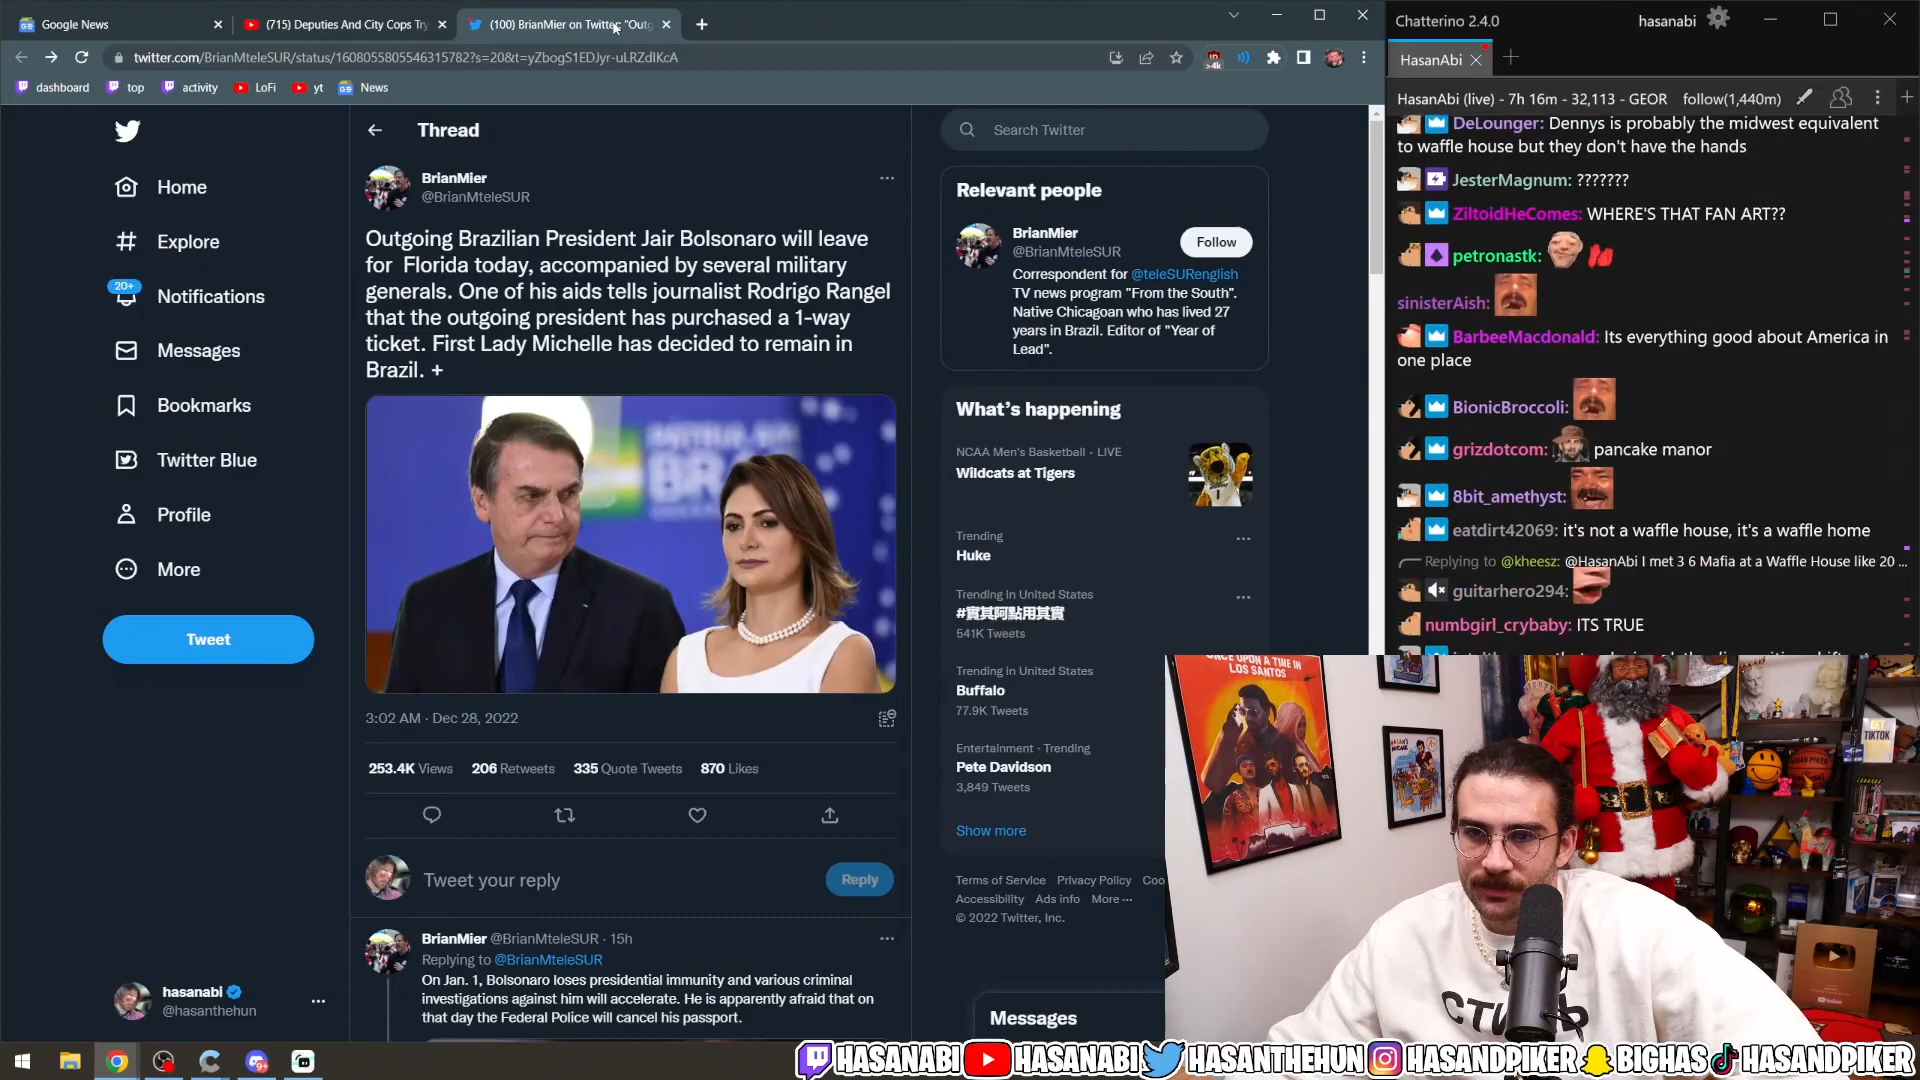 Google News
(715) Deputies And City Cops Try
(100) BrianMier on Twitter: "Outg
twitter.com/BrianMteleSUR/status/1608055805546315782?s=20&t=yZbogS1EDJyr-uLRZdIKcA
dashboard
top
activity
LoFi
yt
News
Home
Explore
20+
Notifications
Messages
Bookmarks
Twitter Blue
Profile
More
Tweet
hasanabi
@hasanthehun
Thread
BrianMier
@BrianMteleSUR
Outgoing Brazilian President Jair Bolsonaro will leave
for Florida today, accompanied by several military
generals. One of his aids tells journalist Rodrigo Rangel
that the outgoing president has purchased a 1-way
ticket. First Lady Michelle has decided to remain in
Brazil. +
3:02 AM · Dec 28, 2022
253.4K Views 206 Retweets 335 Quote Tweets 870 Likes
Tweet your reply
Reply
BrianMier @BrianMteleSUR · 15h
Replying to @BrianMteleSUR
On Jan. 1, Bolsonaro loses presidential immunity and various criminal
investigations against him will accelerate. He is apparently afraid that on
that day the Federal Police will cancel his passport.
Search Twitter
Relevant people
BrianMier
@BrianMteleSUR
Follow
Correspondent for @teleSURenglish
TV news program "From the South".
Native Chicagoan who has lived 27
years in Brazil. Editor of "Year of
Lead".
What's happening
NCAA Men's Basketball · LIVE
Wildcats at Tigers
Trending
Huke
Trending in United States
#實其阿點用其實
541K Tweets
Trending in United States
Buffalo
77.9K Tweets
Entertainment · Trending
Pete Davidson
3,849 Tweets
Show more
Terms of Service Privacy Policy Coo
Accessibility Ads info More
© 2022 Twitter, Inc.
Messages
Chatterino 2.4.0
hasanabi
HasanAbi
HasanAbi (live) - 7h 16m - 32,113 - GEOR follow(1,440m)
DeLounger: Dennys is probably the midwest equivalent
to waffle house but they don't have the hands
JesterMagnum: ???????
ZiltoidHeComes: WHERE'S THAT FAN ART??
petronastk:
sinisterAish:
BarbeeMacdonald: Its everything good about America in
one place
BionicBroccoli:
grizdotcom: pancake manor
8bit_amethyst:
eatdirt42069: it's not a waffle house, it's a waffle home
Replying to @kheesz: @HasanAbi I met 3 6 Mafia at a Waffle House like 20 ...
guitarhero294:
numbgirl_crybaby: ITS TRUE
ONCE UPON A TIME IN
LOS SANTOS
TIKTOK
HASANABI HASANABI HASANTHEHUN HASANDPIKER BIGHAS HASANDPIKER